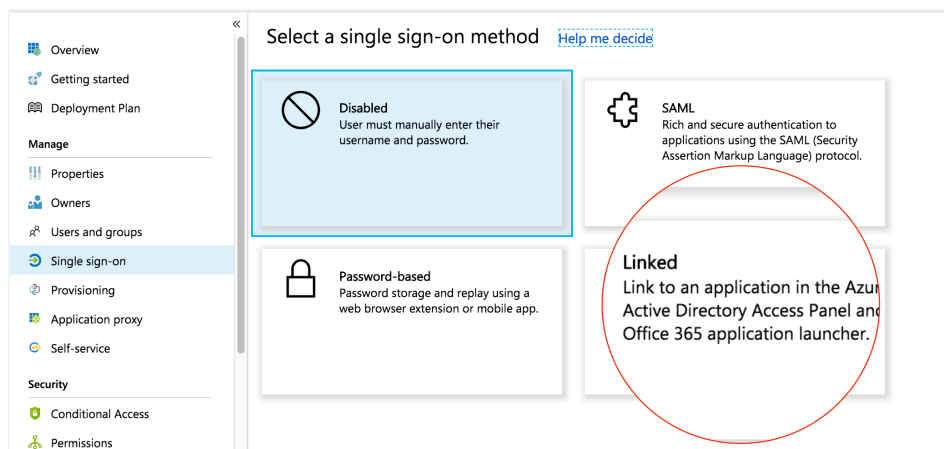 «
Overview
Getting started
Deployment Plan
Manage
Properties
Owners
Users and groups
Single sign-on
Provisioning
Application proxy
Self-service
Security
Conditional Access
Permissions
Select a single sign-on method Help me decide
Disabled
User must manually enter their
username and password.
SAML
Rich and secure authentication to
applications using the SAML (Security
Assertion Markup Language) protocol.
Password-based
Password storage and replay using a
web browser extension or mobile app.
Linked
Link to an application in the
Active Directory Access Panel
Office 365 application launcher.